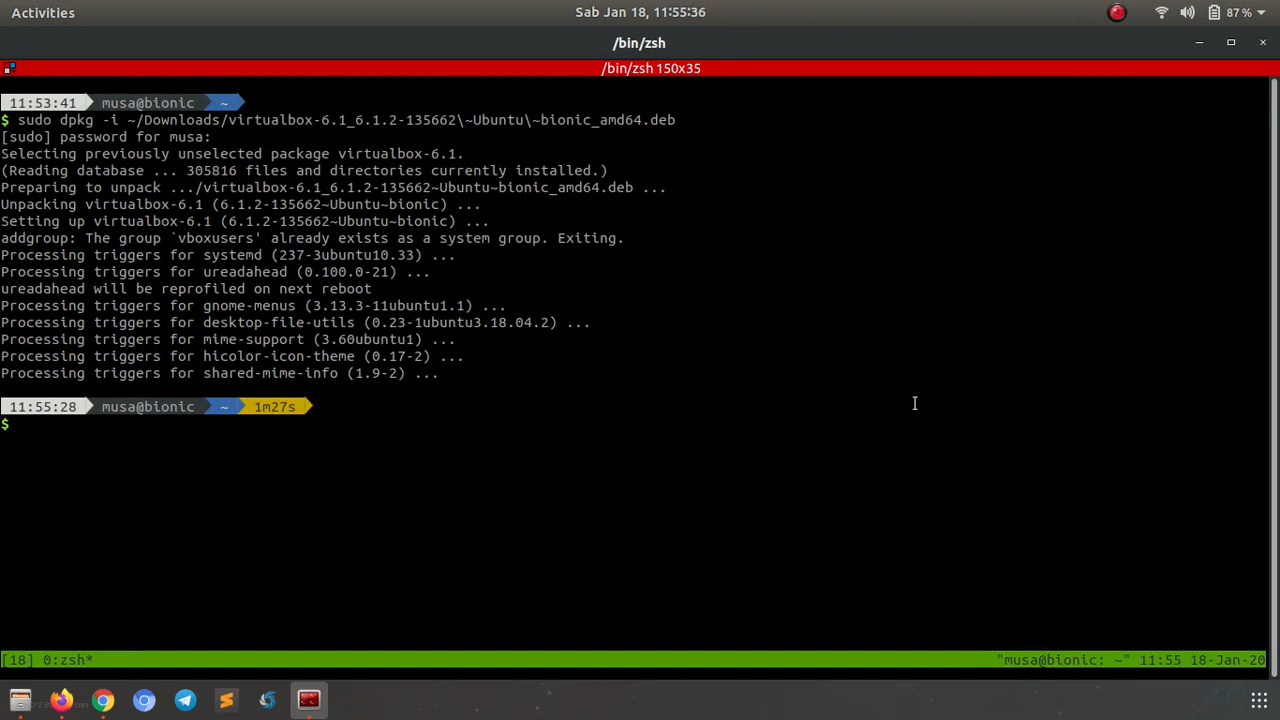 Activities
Sab Jan 18, 11:55:36
87%
/bin/zsh
/bin/zsh 150x35
11:53:41 musa@bionic ~
$ sudo dpkg -i ~/Downloads/virtualbox-6.1_6.1.2-135662\~Ubuntu\~bionic_amd64.deb
[sudo] password for musa:
Selecting previously unselected package virtualbox-6.1.
(Reading database ... 305816 files and directories currently installed.)
Preparing to unpack .../virtualbox-6.1_6.1.2-135662~Ubuntu~bionic_amd64.deb ...
Unpacking virtualbox-6.1 (6.1.2-135662~Ubuntu~bionic) ...
Setting up virtualbox-6.1 (6.1.2-135662~Ubuntu~bionic) ...
addgroup: The group `vboxusers' already exists as a system group. Exiting.
Processing triggers for systemd (237-3ubuntu10.33) ...
Processing triggers for ureadahead (0.100.0-21) ...
ureadahead will be reprofiled on next reboot
Processing triggers for gnome-menus (3.13.3-11ubuntu1.1) ...
Processing triggers for desktop-file-utils (0.23-1ubuntu3.18.04.2) ...
Processing triggers for mime-support (3.60ubuntu1) ...
Processing triggers for hicolor-icon-theme (0.17-2) ...
Processing triggers for shared-mime-info (1.9-2) ...
11:55:28 musa@bionic ~ 1m27s
$
[18] 0:zsh* "musa@bionic: ~" 11:55 18-Jan-20